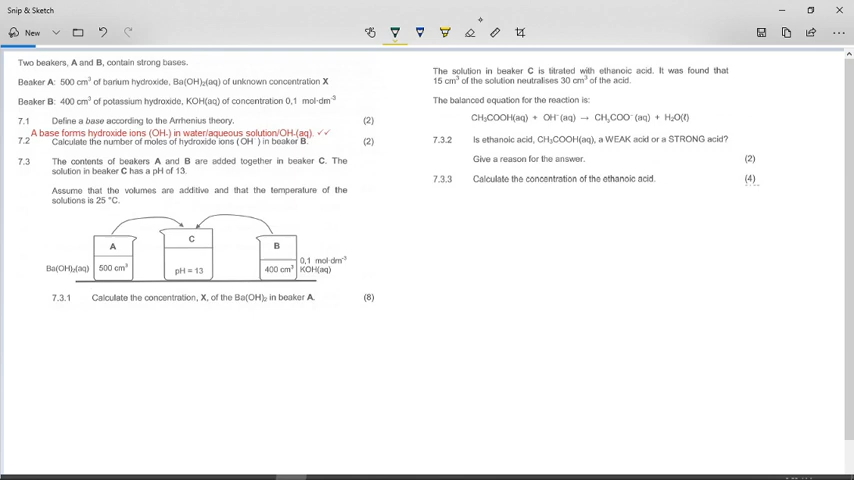 Snip & Sketch
New
Two beakers, A and B, contain strong bases.
Beaker A: 500 cm³ of barium hydroxide, Ba(OH)₂(aq) of unknown concentration X
Beaker B: 400 cm³ of potassium hydroxide, KOH(aq) of concentration 0,1 mol·dm⁻³
7.1 Define a base according to the Arrhenius theory. (2)
A base forms hydroxide ions (OH-) in water/aqueous solution/OH-(aq). ✓✓
7.2 Calculate the number of moles of hydroxide ions (OH⁻) in beaker B. (2)
7.3 The contents of beakers A and B are added together in beaker C. The
solution in beaker C has a pH of 13.
Assume that the volumes are additive and that the temperature of the
solutions is 25 °C.
A
C
B
Ba(OH)₂(aq)
500 cm³
pH = 13
400 cm³
0,1 mol·dm⁻³
KOH(aq)
7.3.1 Calculate the concentration, X, of the Ba(OH)₂ in beaker A. (8)
The solution in beaker C is titrated with ethanoic acid. It was found that
15 cm³ of the solution neutralises 30 cm³ of the acid.
The balanced equation for the reaction is:
CH₃COOH(aq) + OH⁻(aq) → CH₃COO⁻(aq) + H₂O(ℓ)
7.3.2 Is ethanoic acid, CH₃COOH(aq), a WEAK acid or a STRONG acid?
Give a reason for the answer. (2)
7.3.3 Calculate the concentration of the ethanoic acid. (4)